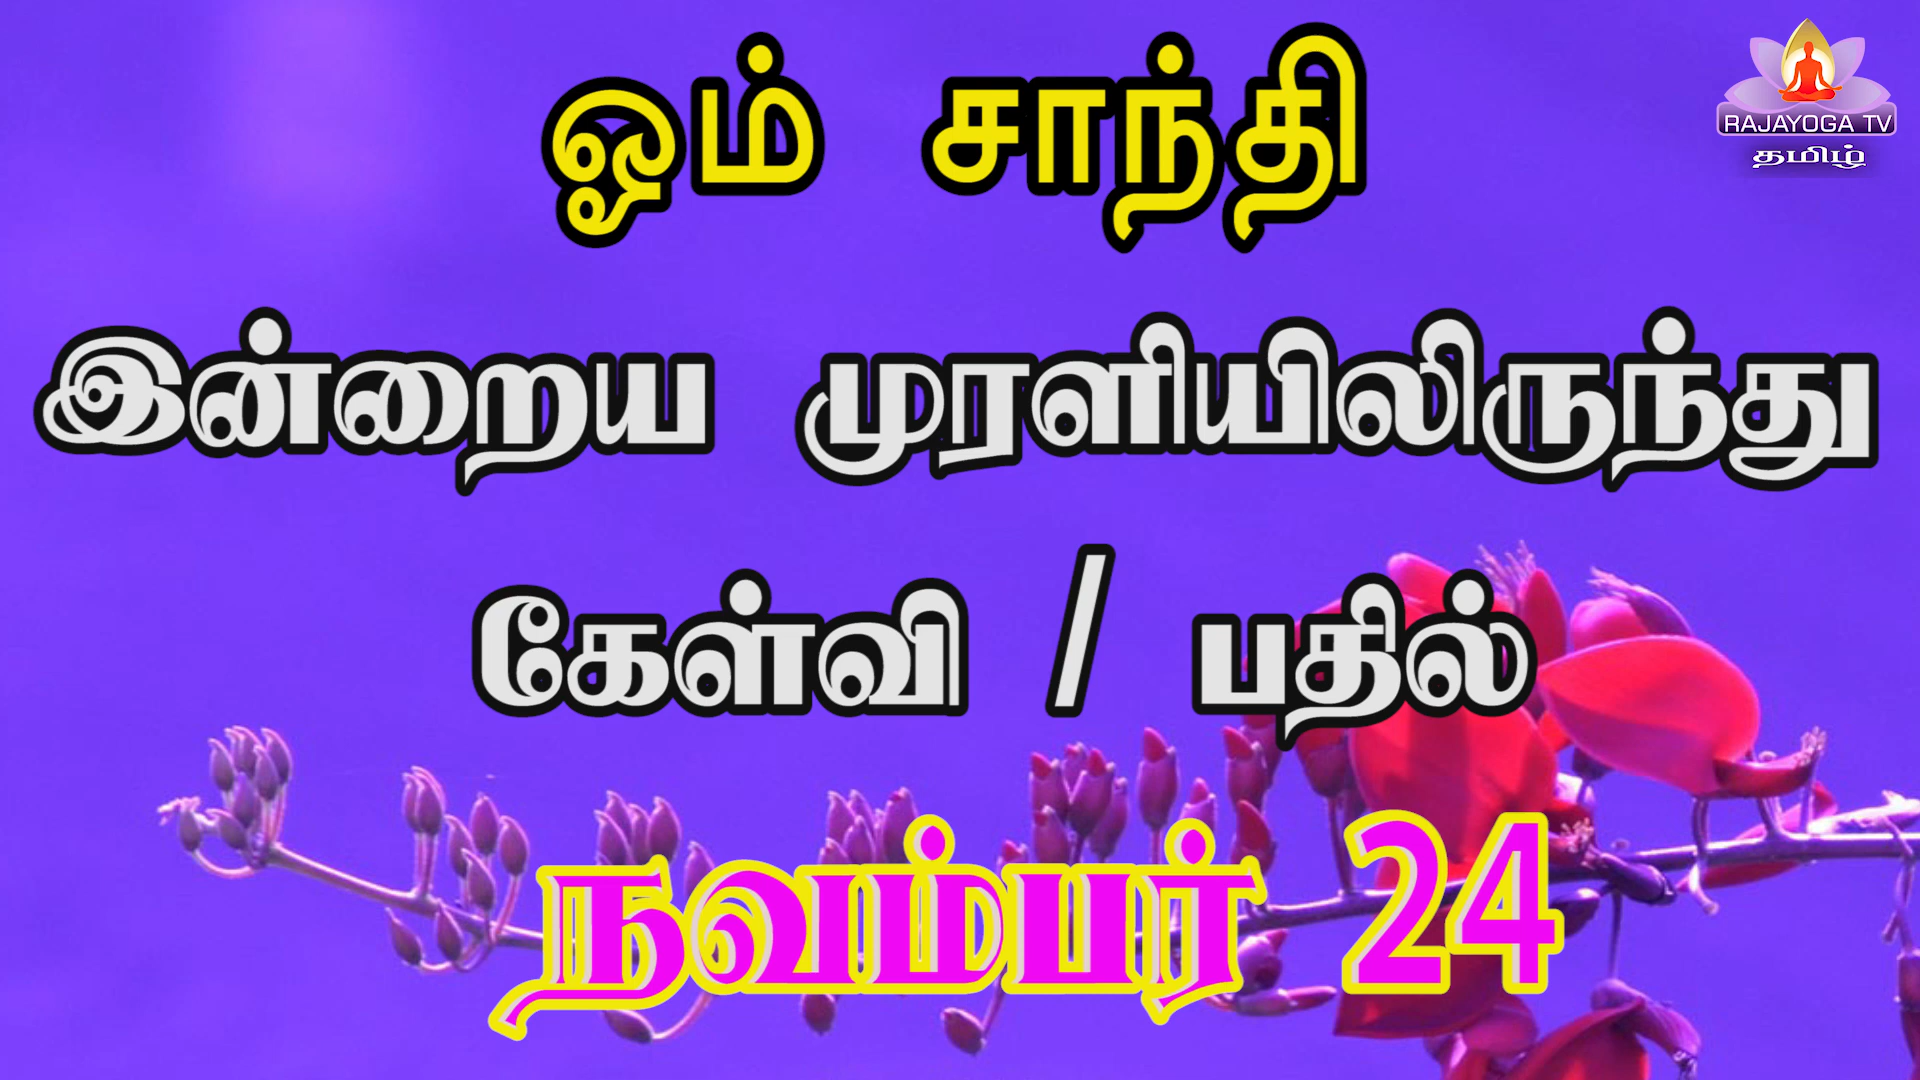 ஓம் சாந்தி
RAJAYOGA TV
தமிழ்
இன்றைய முரளியிலிருந்து
கேள்வி / பதில்
நவம்பர் 24